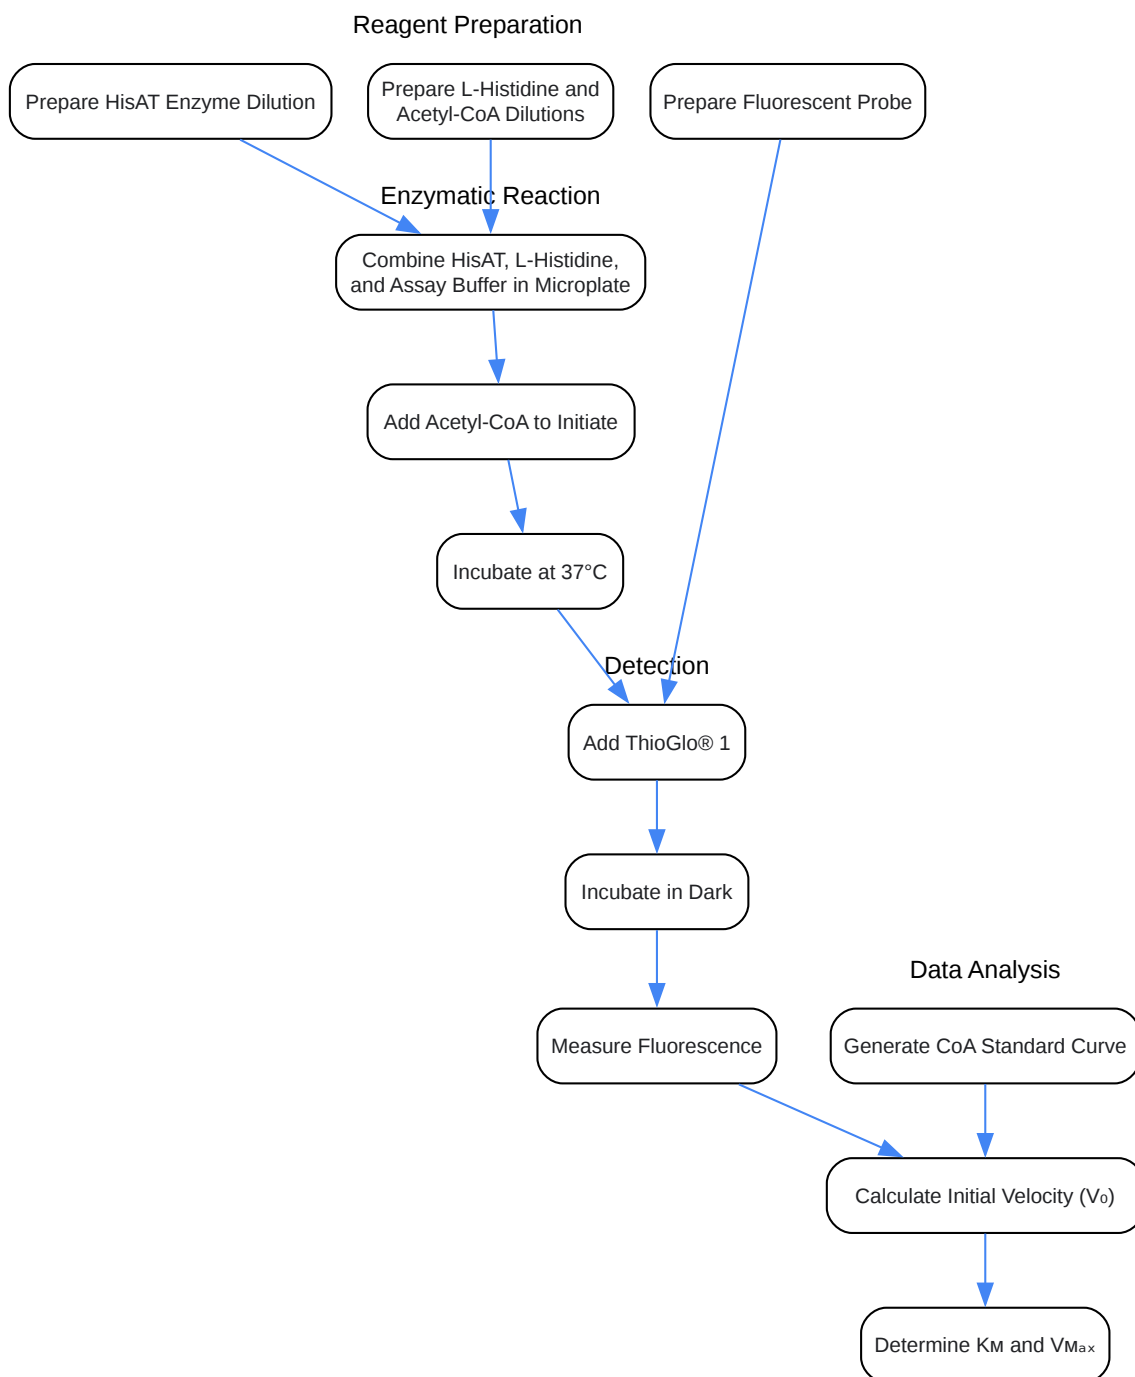 Reagent Preparation
Prepare HisAT Enzyme Dilution
Prepare L-Histidine and
Acetyl-CoA Dilutions
Prepare Fluorescent Probe
Enzymatic Reaction
Combine HisAT, L-Histidine,
and Assay Buffer in Microplate
Add Acetyl-CoA to Initiate
Incubate at 37°C
Detection
Add ThioGlo® 1
Incubate in Dark
Measure Fluorescence
Data Analysis
Generate CoA Standard Curve
Calculate Initial Velocity (V₀)
Determine Kᴍ and Vᴍₐₓ